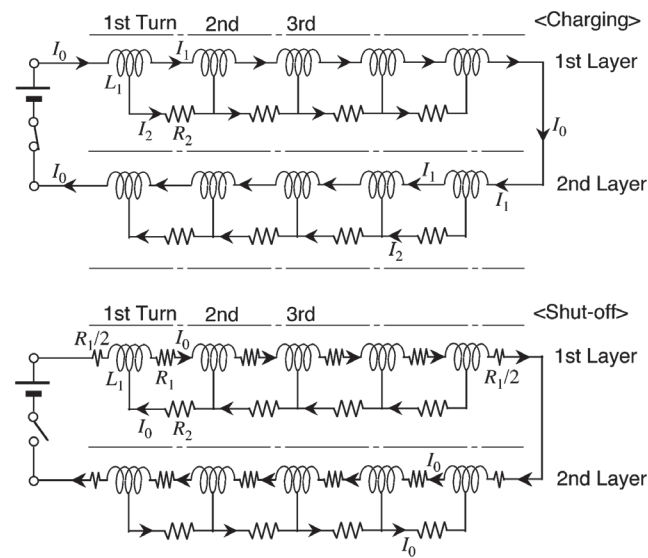 1st Turn 2nd 3rd <Charging>
I₀ I₁ 1st Layer
L₁
I₂ R₂ I₀
I₀ I₁ 2nd Layer
I₁
I₂
1st Turn 2nd 3rd <Shut-off>
R₁/2 I₀ 1st Layer
L₁ R₁ R₁/2
I₀ R₂
I₀ 2nd Layer
I₀